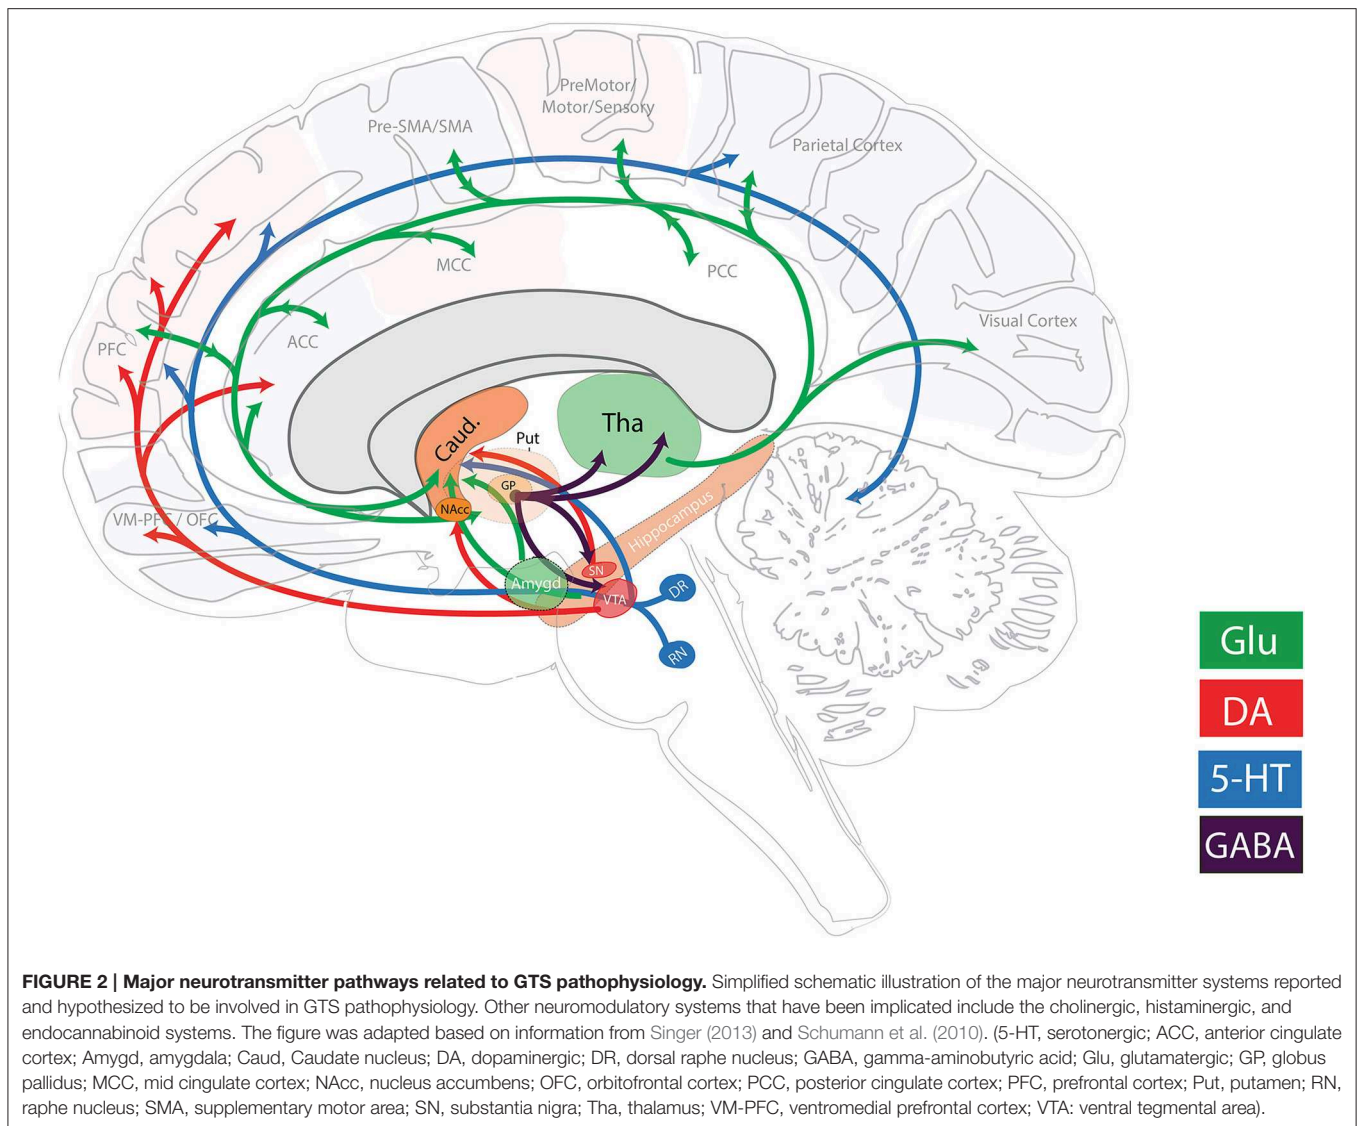 PreMotor/
Motor/Sensory
Pre-SMA/SMA
Parietal Cortex
MCC
PCC
Visual Cortex
ACC
PFC
Caud.
Put
Tha
GP
NAcc
VM-PFC / OFC
Hippocampus
SN
Amygd
VTA
DR
RN
Glu
DA
5-HT
GABA
FIGURE 2 | Major neurotransmitter pathways related to GTS pathophysiology. Simplified schematic illustration of the major neurotransmitter systems reported
and hypothesized to be involved in GTS pathophysiology. Other neuromodulatory systems that have been implicated include the cholinergic, histaminergic, and
endocannabinoid systems. The figure was adapted based on information from Singer (2013) and Schumann et al. (2010). (5-HT, serotonergic; ACC, anterior cingulate
cortex; Amygd, amygdala; Caud, Caudate nucleus; DA, dopaminergic; DR, dorsal raphe nucleus; GABA, gamma-aminobutyric acid; Glu, glutamatergic; GP, globus
pallidus; MCC, mid cingulate cortex; NAcc, nucleus accumbens; OFC, orbitofrontal cortex; PCC, posterior cingulate cortex; PFC, prefrontal cortex; Put, putamen; RN,
raphe nucleus; SMA, supplementary motor area; SN, substantia nigra; Tha, thalamus; VM-PFC, ventromedial prefrontal cortex; VTA: ventral tegmental area).